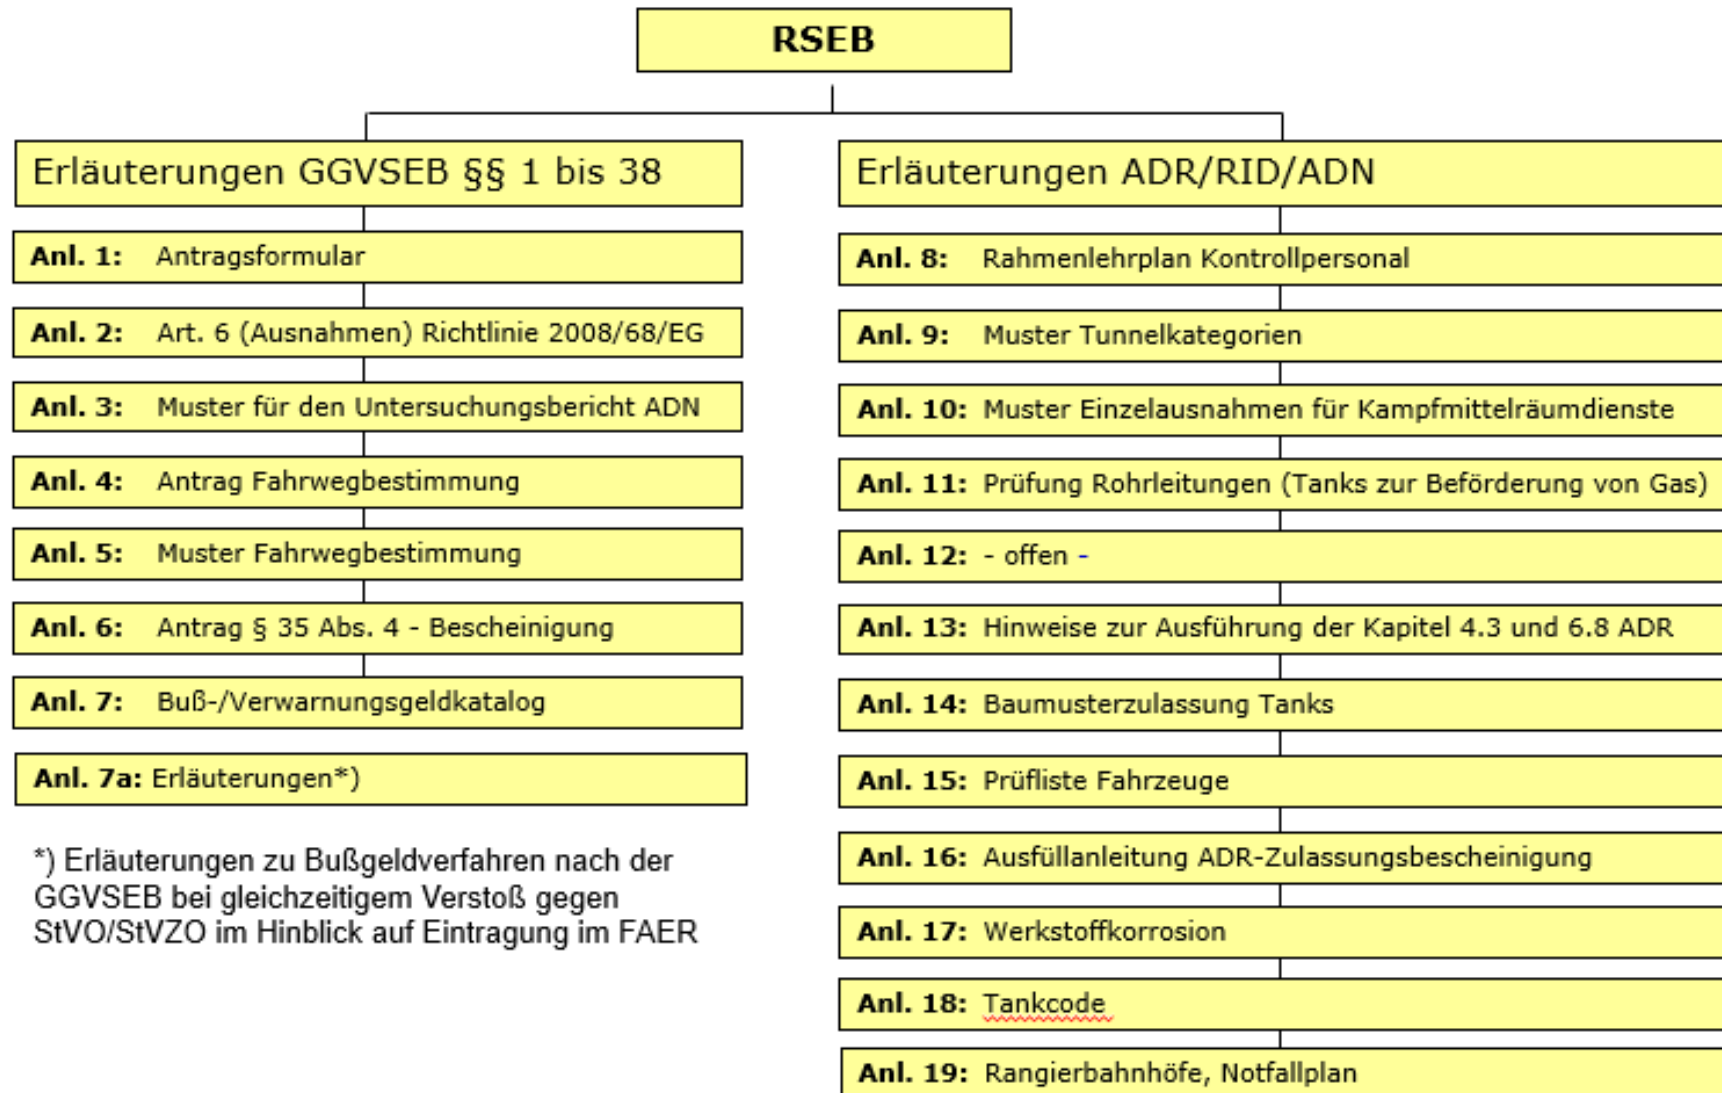 RSEB
Erläuterungen GGVSEB §§ 1 bis 38
Anl. 1: Antragsformular
Anl. 2: Art. 6 (Ausnahmen) Richtlinie 2008/68/EG
Anl. 3: Muster für den Untersuchungsbericht ADN
Anl. 4: Antrag Fahrwegbestimmung
Anl. 5: Muster Fahrwegbestimmung
Anl. 6: Antrag § 35 Abs. 4 - Bescheinigung
Anl. 7: Buß-/Verwarnungsgeldkatalog
Anl. 7a: Erläuterungen*)
*) Erläuterungen zu Bußgeldverfahren nach der
GGVSEB bei gleichzeitigem Verstoß gegen
StVO/StVZO im Hinblick auf Eintragung im FAER
Erläuterungen ADR/RID/ADN
Anl. 8: Rahmenlehrplan Kontrollpersonal
Anl. 9: Muster Tunnelkategorien
Anl. 10: Muster Einzelausnahmen für Kampfmittelräumdienste
Anl. 11: Prüfung Rohrleitungen (Tanks zur Beförderung von Gas)
Anl. 12: - offen -
Anl. 13: Hinweise zur Ausführung der Kapitel 4.3 und 6.8 ADR
Anl. 14: Baumusterzulassung Tanks
Anl. 15: Prüfliste Fahrzeuge
Anl. 16: Ausfüllanleitung ADR-Zulassungsbescheinigung
Anl. 17: Werkstoffkorrosion
Anl. 18: Tankcode
Anl. 19: Rangierbahnhöfe, Notfallplan